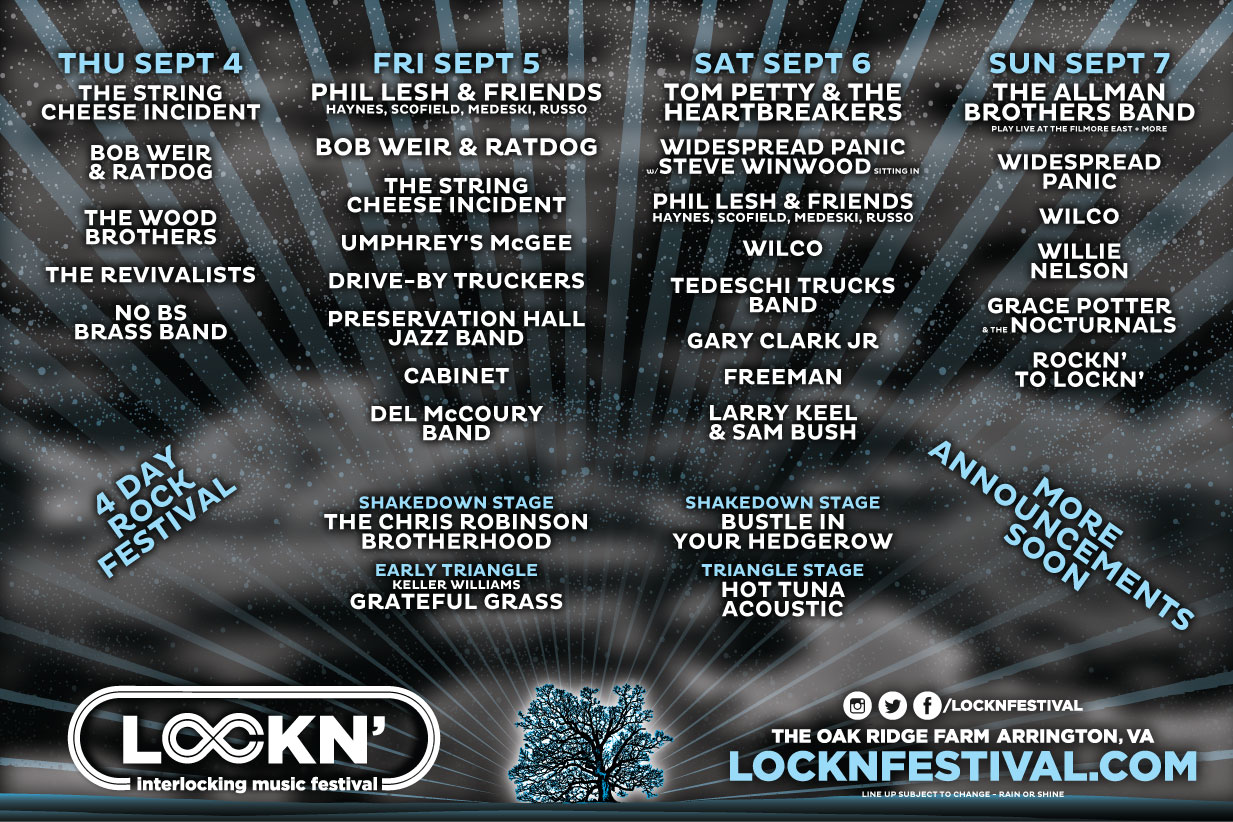 THU SEPT 4
THE STRING
CHEESE INCIDENT
BOB WEIR
& RATDOG
THE WOOD
BROTHERS
THE REVIVALISTS
NO BS
BRASS BAND
FRI SEPT 5
PHIL LESH & FRIENDS
HAYNES, SCOFIELD, MEDESKI, RUSSO
BOB WEIR & RATDOG
THE STRING
CHEESE INCIDENT
UMPHREY'S McGEE
DRIVE-BY TRUCKERS
PRESERVATION HALL
JAZZ BAND
CABINET
DEL McCOURY
BAND
SHAKEDOWN STAGE
THE CHRIS ROBINSON
BROTHERHOOD
EARLY TRIANGLE
KELLER WILLIAMS
GRATEFUL GRASS
SAT SEPT 6
TOM PETTY & THE
HEARTBREAKERS
WIDESPREAD PANIC
w/ STEVE WINWOOD SITTING IN
PHIL LESH & FRIENDS
HAYNES, SCOFIELD, MEDESKI, RUSSO
WILCO
TEDESCHI TRUCKS
BAND
GARY CLARK JR
FREEMAN
LARRY KEEL
& SAM BUSH
SHAKEDOWN STAGE
BUSTLE IN
YOUR HEDGEROW
TRIANGLE STAGE
HOT TUNA
ACOUSTIC
SUN SEPT 7
THE ALLMAN
BROTHERS BAND
PLAY LIVE AT THE FILMORE EAST + MORE
WIDESPREAD
PANIC
WILCO
WILLIE
NELSON
GRACE POTTER
& THE NOCTURNALS
ROCKN'
TO LOCKN'
4 DAY
ROCK
FESTIVAL
MORE
ANNOUNCEMENTS
SOON
LOCKN'
interlocking music festival
/LOCKNFESTIVAL
THE OAK RIDGE FARM ARRINGTON, VA
LOCKNFESTIVAL.COM
LINE UP SUBJECT TO CHANGE - RAIN OR SHINE